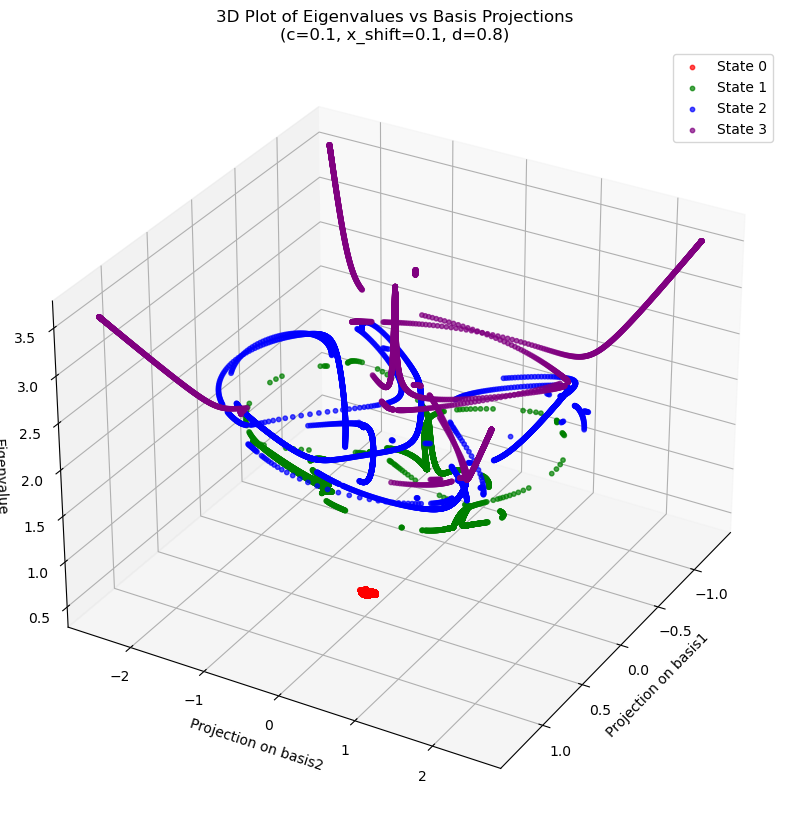 3D Plot of Eigenvalues vs Basis Projections
(c=0.1, x_shift=0.1, d=0.8)
State 0
State 1
State 2
State 3
3.5
3.0
2.5
2.0
1.5
1.0
0.5
Eigenvalue
−2
−1
0
1
2
Projection on basis2
−1.0
−0.5
0.0
0.5
1.0
Projection on basis1